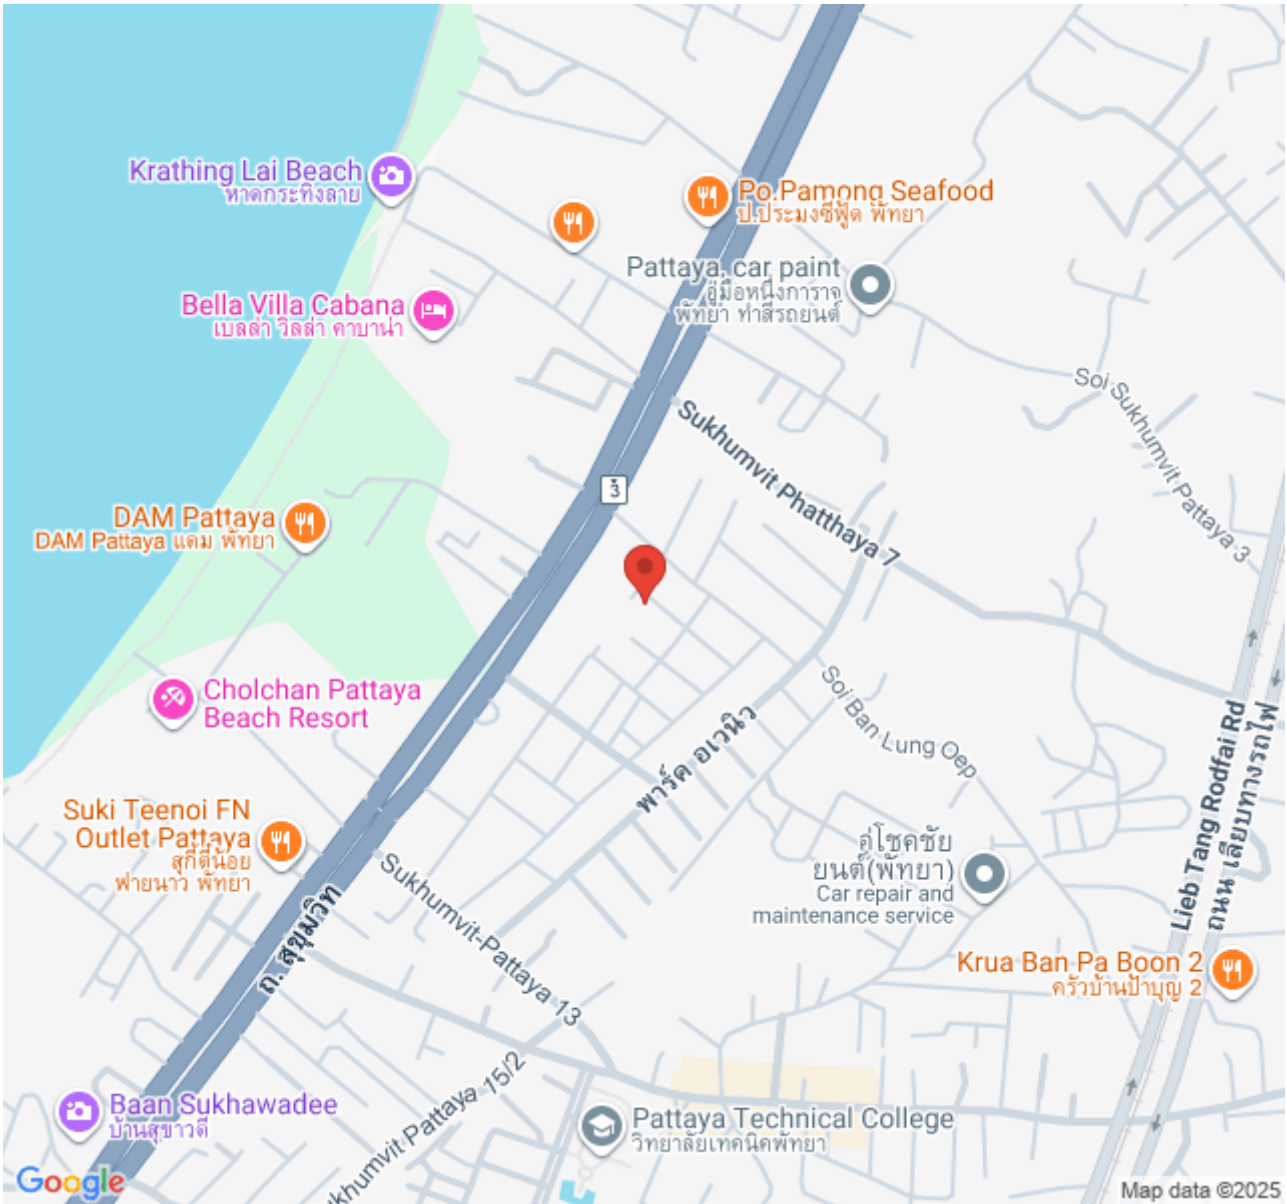 Krathing Lai Beach
หาดกระทิงลาย
Po.Pamong Seafood
ป.ประมงซีฟู้ด พัทยา
Pattaya, car paint
อู่มือหนึ่งการาจ
พัทยา ทำสีรถยนต์
Bella Villa Cabana
เบลล่า วิลล่า คาบาน่า
Soi Sukhumvit Pattaya 3
Sukhumvit Phatthaya 7
3
DAM Pattaya
DAM Pattaya แดม พัทยา
Cholchan Pattaya
Beach Resort
Soi Ban Lung Oep
พาร์ค อเวนิว
Lieb Tang Rodfai Rd
ถนน เลียบทางรถไฟ
Suki Teenoi FN
Outlet Pattaya
สุกี้ตี๋น้อย
ฟายนาว พัทยา
อู่โชคชัย
ยนต์(พัทยา)
Car repair and
maintenance service
ถ. สุขุมวิท
Sukhumvit-Pattaya 13
Krua Ban Pa Boon 2
ครัวบ้านป้าบุญ 2
khumvit Pattaya 15/2
Baan Sukhawadee
บ้านสุขาวดี
Pattaya Technical College
วิทยาลัยเทคนิคพัทยา
Google
Map data ©2025